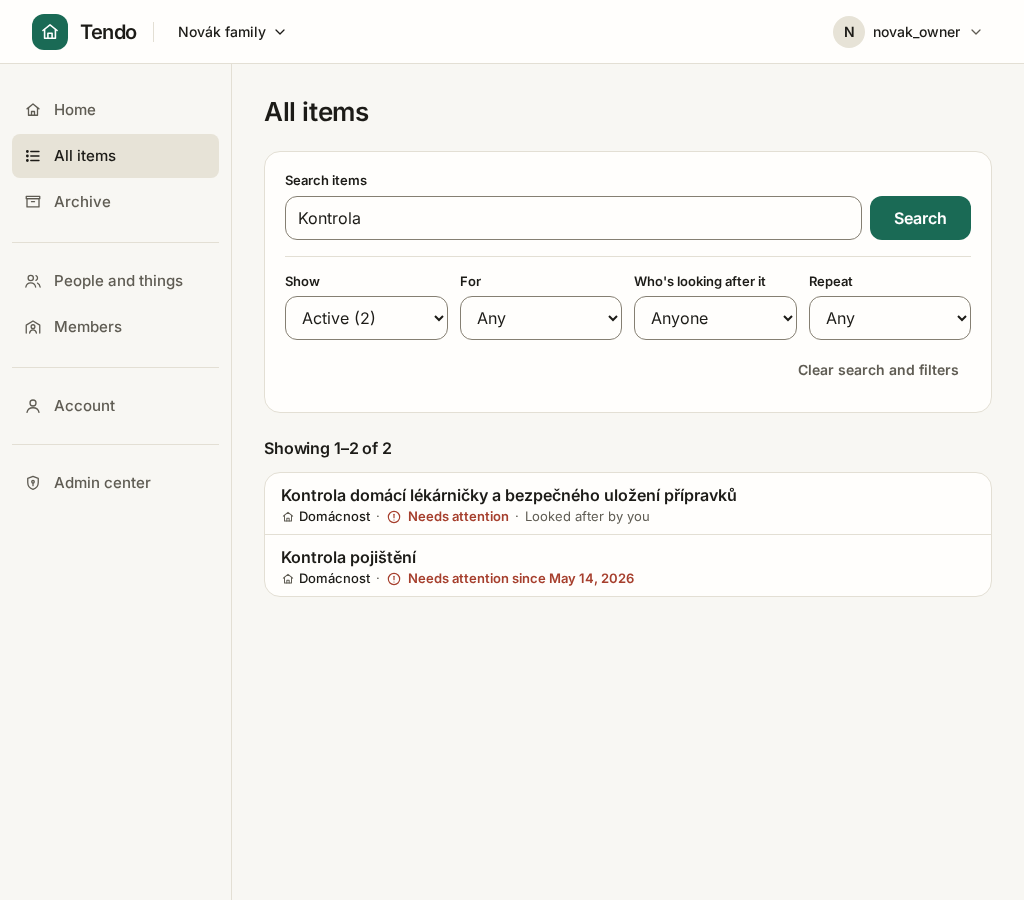 Tendo
Novák family
N
novak_owner
Home
All items
Archive
People and things
Members
Account
Admin center
All items
Search items
Kontrola
Search
Show
For
Who's looking after it
Repeat
Active (2)
Any
Anyone
Any
Clear search and filters
Showing 1–2 of 2
Kontrola domácí lékárničky a bezpečného uložení přípravků
Domácnost · Needs attention · Looked after by you
Kontrola pojištění
Domácnost · Needs attention since May 14, 2026